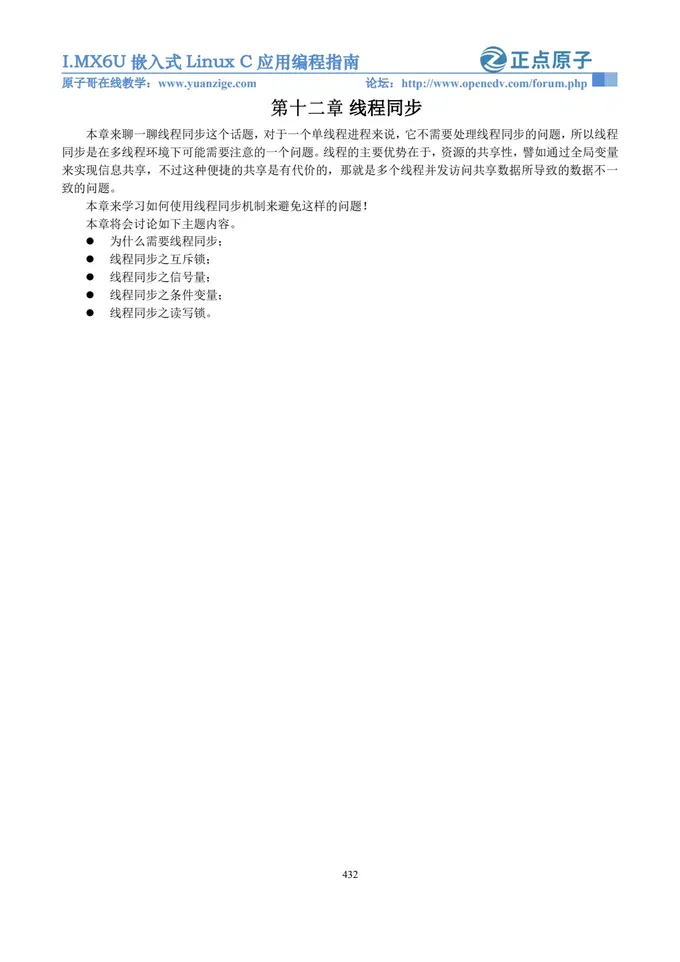 I.MX6U 嵌入式 Linux C 应用编程指南
正点原子
原子哥在线教学：www.yuanzige.com 论坛：http://www.openedv.com/forum.php
第十二章 线程同步
本章来聊一聊线程同步这个话题，对于一个单线程进程来说，它不需要处理线程同步的问题，所以线程
同步是在多线程环境下可能需要注意的一个问题。线程的主要优势在于，资源的共享性，譬如通过全局变量
来实现信息共享，不过这种便捷的共享是有代价的，那就是多个线程并发访问共享数据所导致的数据不一
致的问题。
本章来学习如何使用线程同步机制来避免这样的问题！
本章将会讨论如下主题内容。
● 为什么需要线程同步；
● 线程同步之互斥锁；
● 线程同步之信号量；
● 线程同步之条件变量；
● 线程同步之读写锁。
432